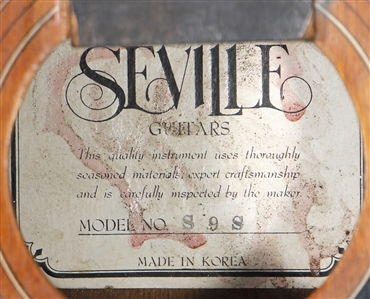 SEVILLE
GUITARS
This quality instrument uses thoroughly
seasoned materials, expert craftsmanship
and is carefully inspected by the maker.
MODEL NO. S 9 S
MADE IN KOREA